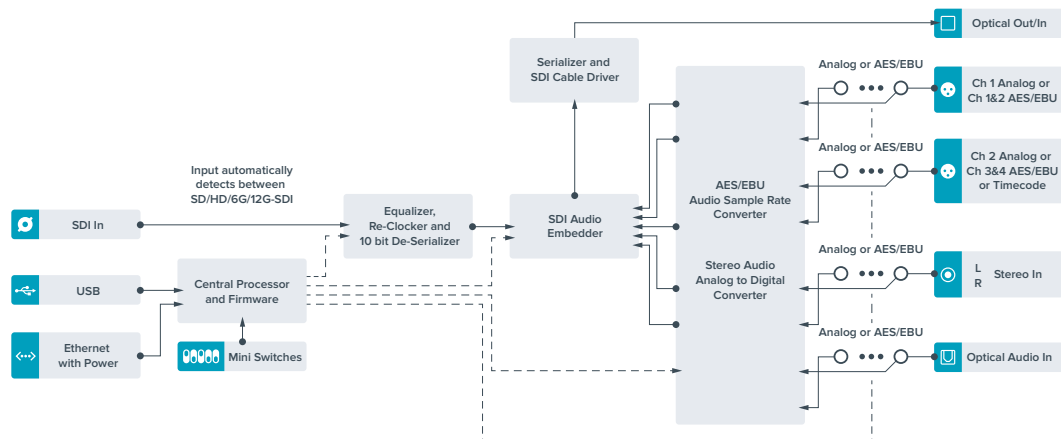 Optical Out/In
Serializer and
SDI Cable Driver
Analog or AES/EBU
Ch 1 Analog or
Ch 1&2 AES/EBU
Analog or AES/EBU
Ch 2 Analog or
Ch 3&4 AES/EBU
or Timecode
Input automatically
detects between
SD/HD/6G/12G-SDI
AES/EBU
Audio Sample Rate
Converter
SDI In
Equalizer,
Re-Clocker and
10 bit De-Serializer
SDI Audio
Embedder
Analog or AES/EBU
Stereo Audio
Analog to Digital
Converter
L
R
Stereo In
USB
Central Processor
and Firmware
Analog or AES/EBU
Ethernet
with Power
Mini Switches
Optical Audio In